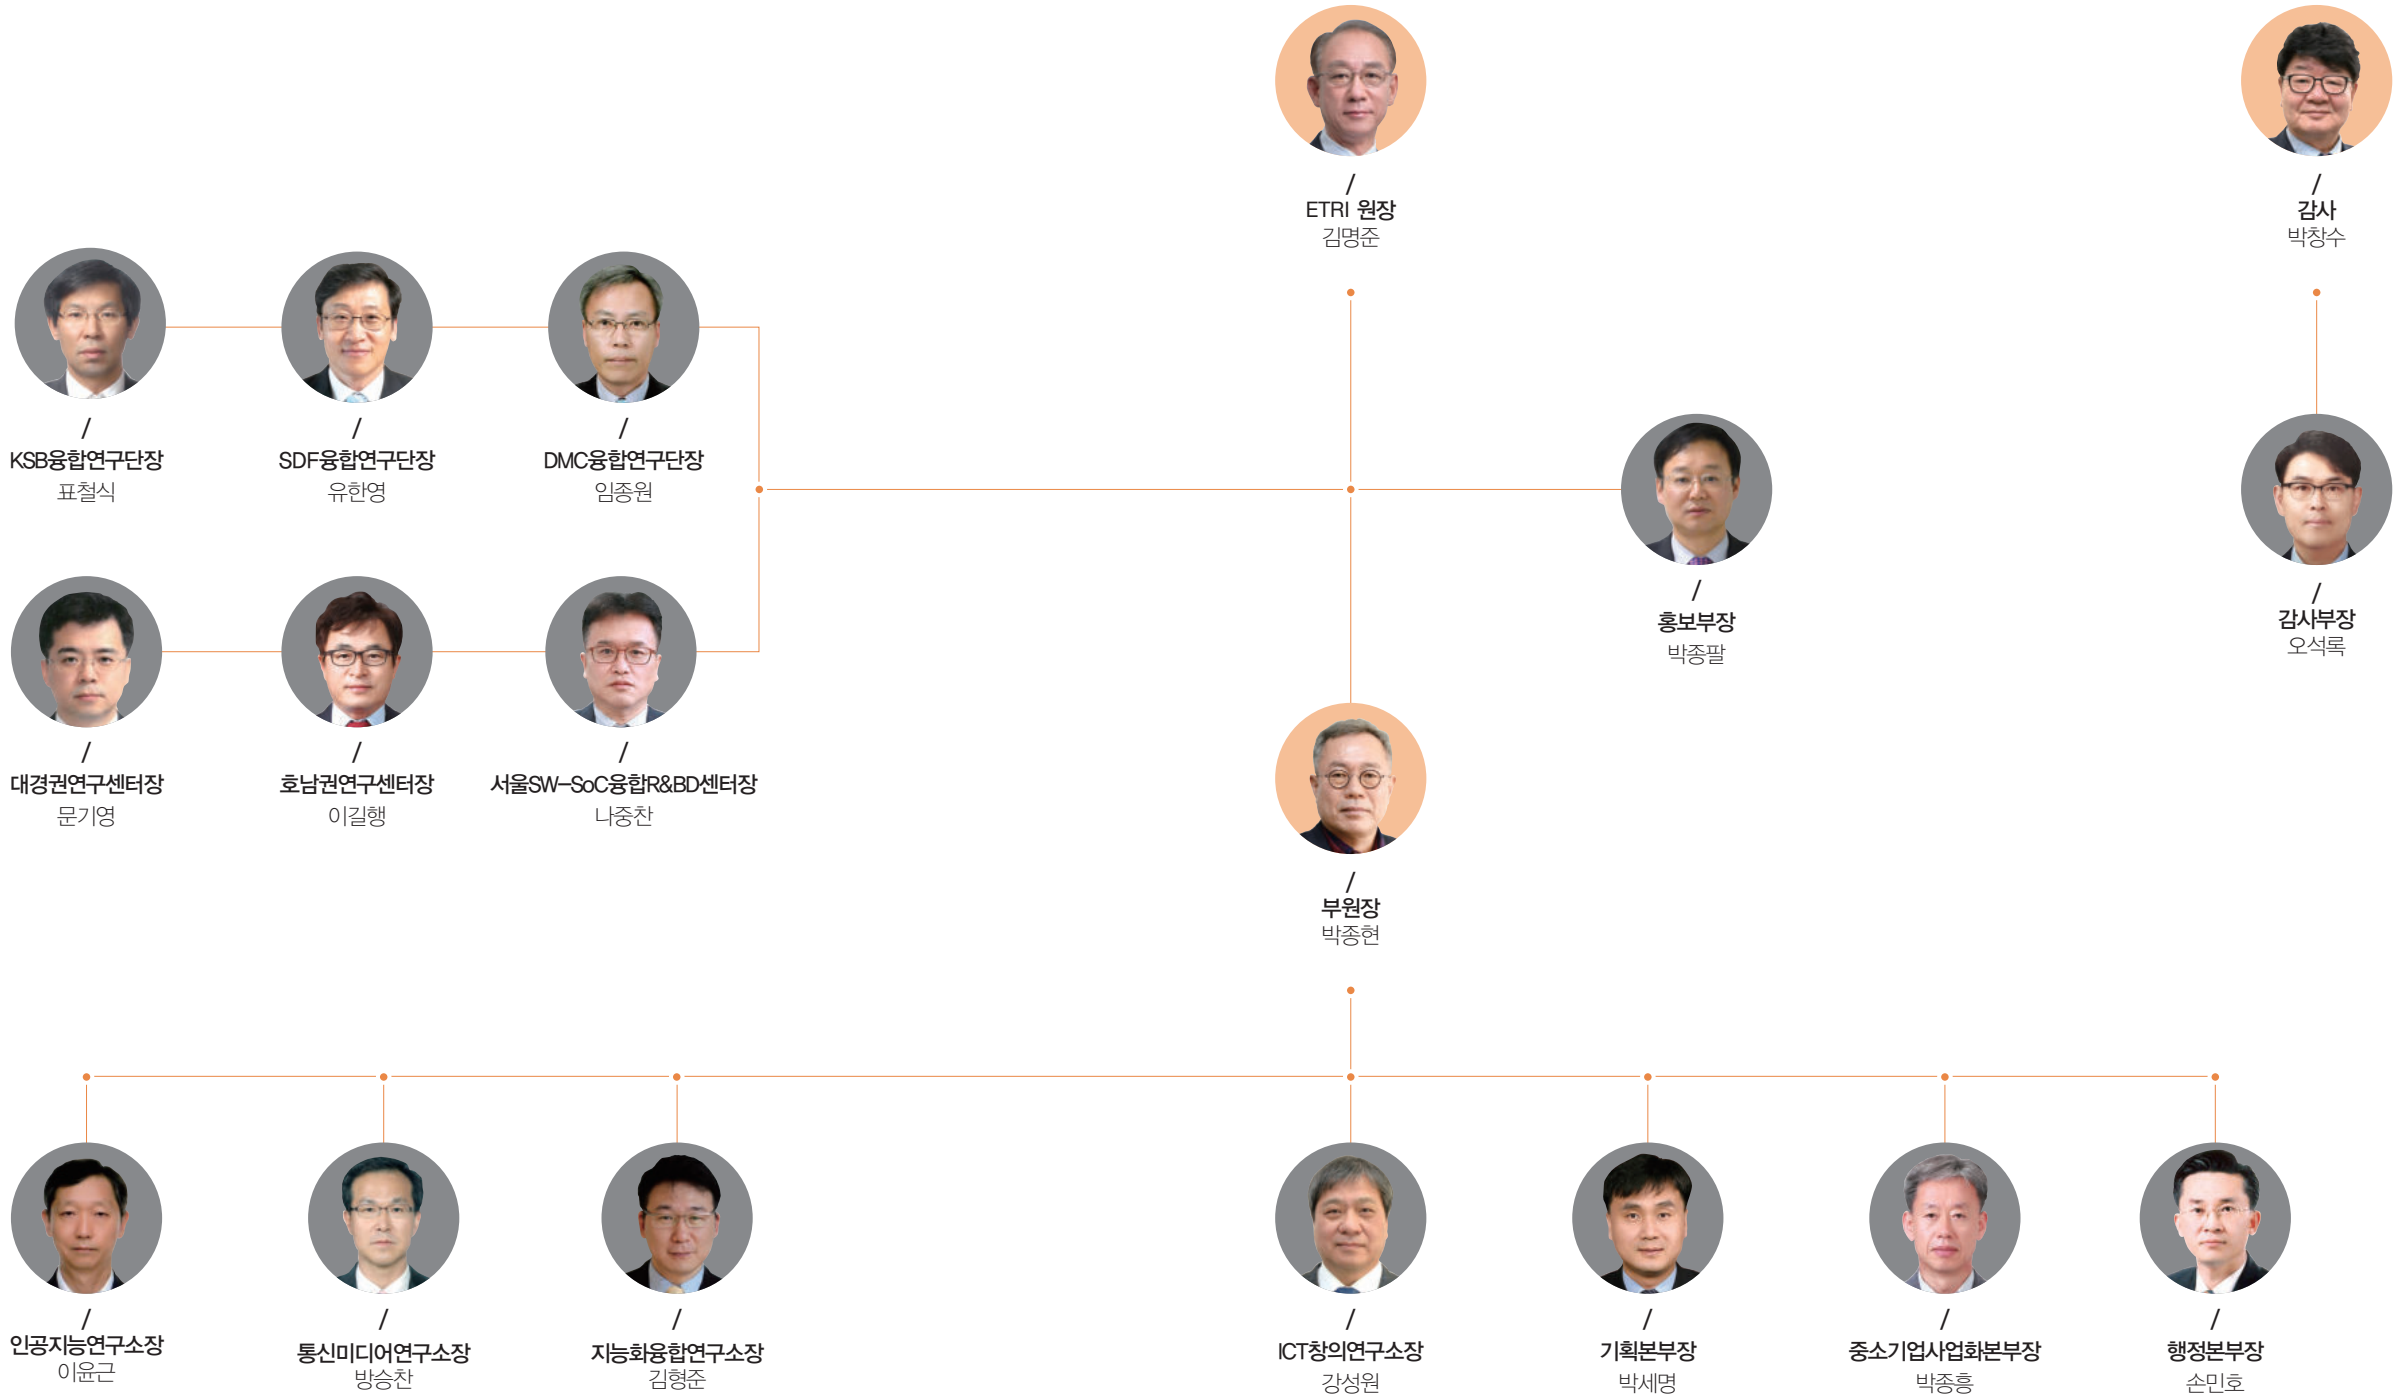 /
ETRI 원장
김명준
/
감사
박창수
/
KSB융합연구단장
표철식
/
SDF융합연구단장
유한영
/
DMC융합연구단장
임종원
/
홍보부장
박종팔
/
감사부장
오석록
/
대경권연구센터장
문기영
/
호남권연구센터장
이길행
/
서울SW-SoC융합R&BD센터장
나중찬
/
부원장
박종현
/
인공지능연구소장
이윤근
/
통신미디어연구소장
방승찬
/
지능화융합연구소장
김형준
/
ICT창의연구소장
강성원
/
기획본부장
박세명
/
중소기업사업화본부장
박종흥
/
행정본부장
손민호